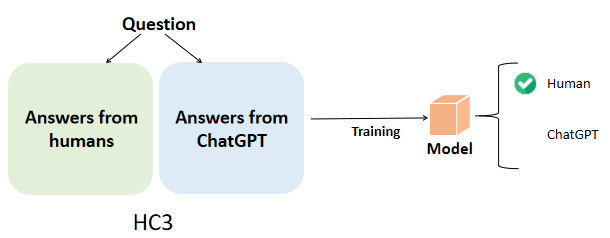 Question
Answers from
humans
Answers from
ChatGPT
Training
Model
Human
ChatGPT
HC3